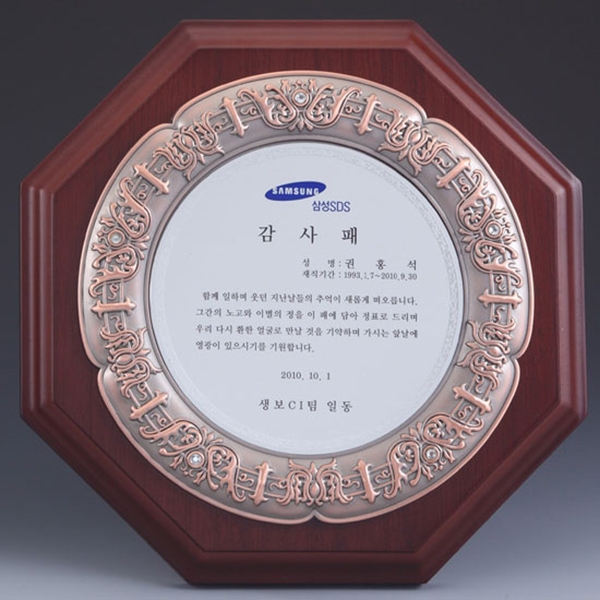 SAMSUNG
삼성SDS
감 사 패
성 명 : 권 홍 석
재직기간 : 1993.1.7~2010.9.30
함께 일하며 웃던 지난날들의 추억이 새롭게 떠오릅니다.
그간의 노고와 이별의 정을 이 패에 담아 정표로 드리며
우리 다시 환한 얼굴로 만날 것을 기약하며 가시는 앞날에
영광이 있으시기를 기원합니다.
2010. 10. 1
생보CI팀 일동